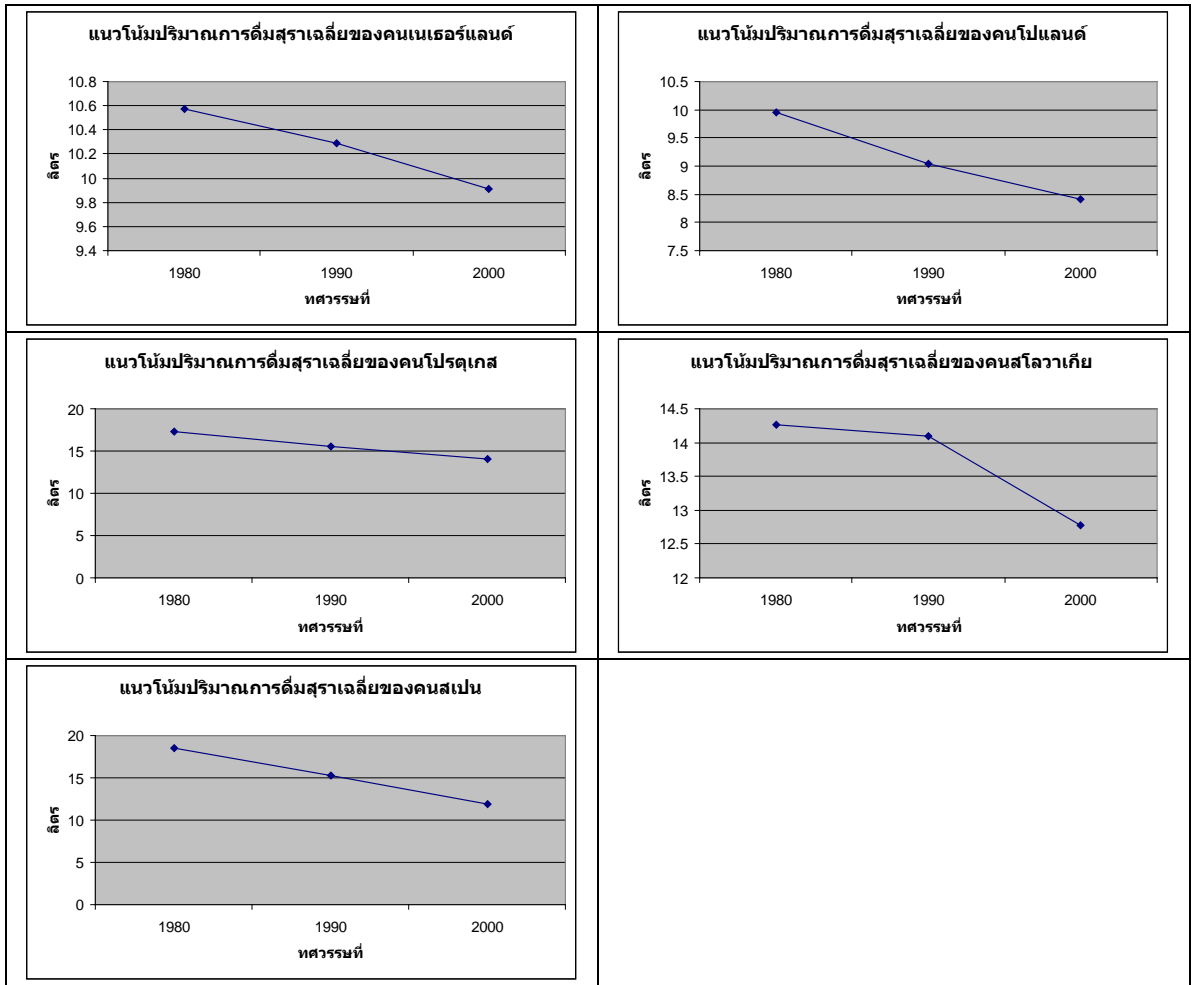 แนวโน้มปริมาณการดื่มสุราเฉลี่ยของคนเนเธอร์แลนด์
10.8
10.6
10.4
10.2
10
9.8
9.6
9.4
ลิตร
1980 1990 2000
ทศวรรษที่
แนวโน้มปริมาณการดื่มสุราเฉลี่ยของคนโปแลนด์
10.5
10
9.5
9
8.5
8
7.5
ลิตร
1980 1990 2000
ทศวรรษที่
แนวโน้มปริมาณการดื่มสุราเฉลี่ยของคนโปรตุเกส
20
15
10
5
0
ลิตร
1980 1990 2000
ทศวรรษที่
แนวโน้มปริมาณการดื่มสุราเฉลี่ยของคนสโลวาเกีย
14.5
14
13.5
13
12.5
12
ลิตร
1980 1990 2000
ทศวรรษที่
แนวโน้มปริมาณการดื่มสุราเฉลี่ยของคนสเปน
20
15
10
5
0
ลิตร
1980 1990 2000
ทศวรรษที่